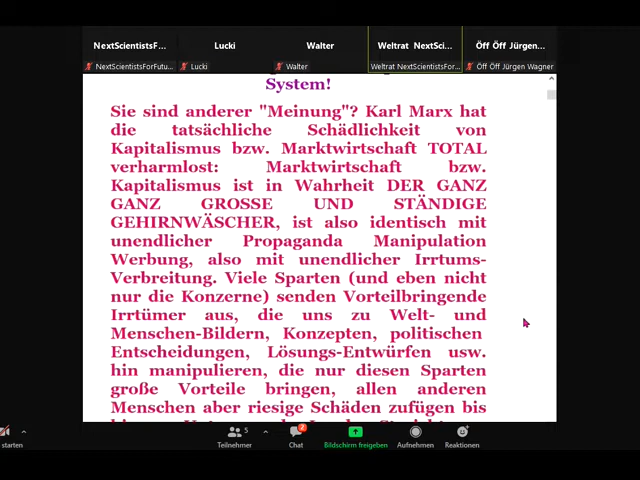 NextScientistsF...
Lucki
Walter
Weltrat NextSci...
Öff Öff Jürgen...
NextScientistsForFutu...
Lucki
Walter
Weltrat NextScientistsFor...
Öff Öff Jürgen Wagner
System!
Sie sind anderer "Meinung"? Karl Marx hat
die tatsächliche Schädlichkeit von
Kapitalismus bzw. Marktwirtschaft TOTAL
verharmlost: Marktwirtschaft bzw.
Kapitalismus ist in Wahrheit DER GANZ
GANZ GROSSE UND STÄNDIGE
GEHIRNWÄSCHER, ist also identisch mit
unendlicher Propaganda Manipulation
Werbung, also mit unendlicher Irrtums-
Verbreitung. Viele Sparten (und eben nicht
nur die Konzerne) senden Vorteilbringende
Irrtümer aus, die uns zu Welt- und
Menschen-Bildern, Konzepten, politischen
Entscheidungen, Lösungs-Entwürfen usw.
hin manipulieren, die nur diesen Sparten
große Vorteile bringen, allen anderen
Menschen aber riesige Schäden zufügen bis
starten
5
Teilnehmer
2
Chat
Bildschirm freigeben
Aufnehmen
Reaktionen